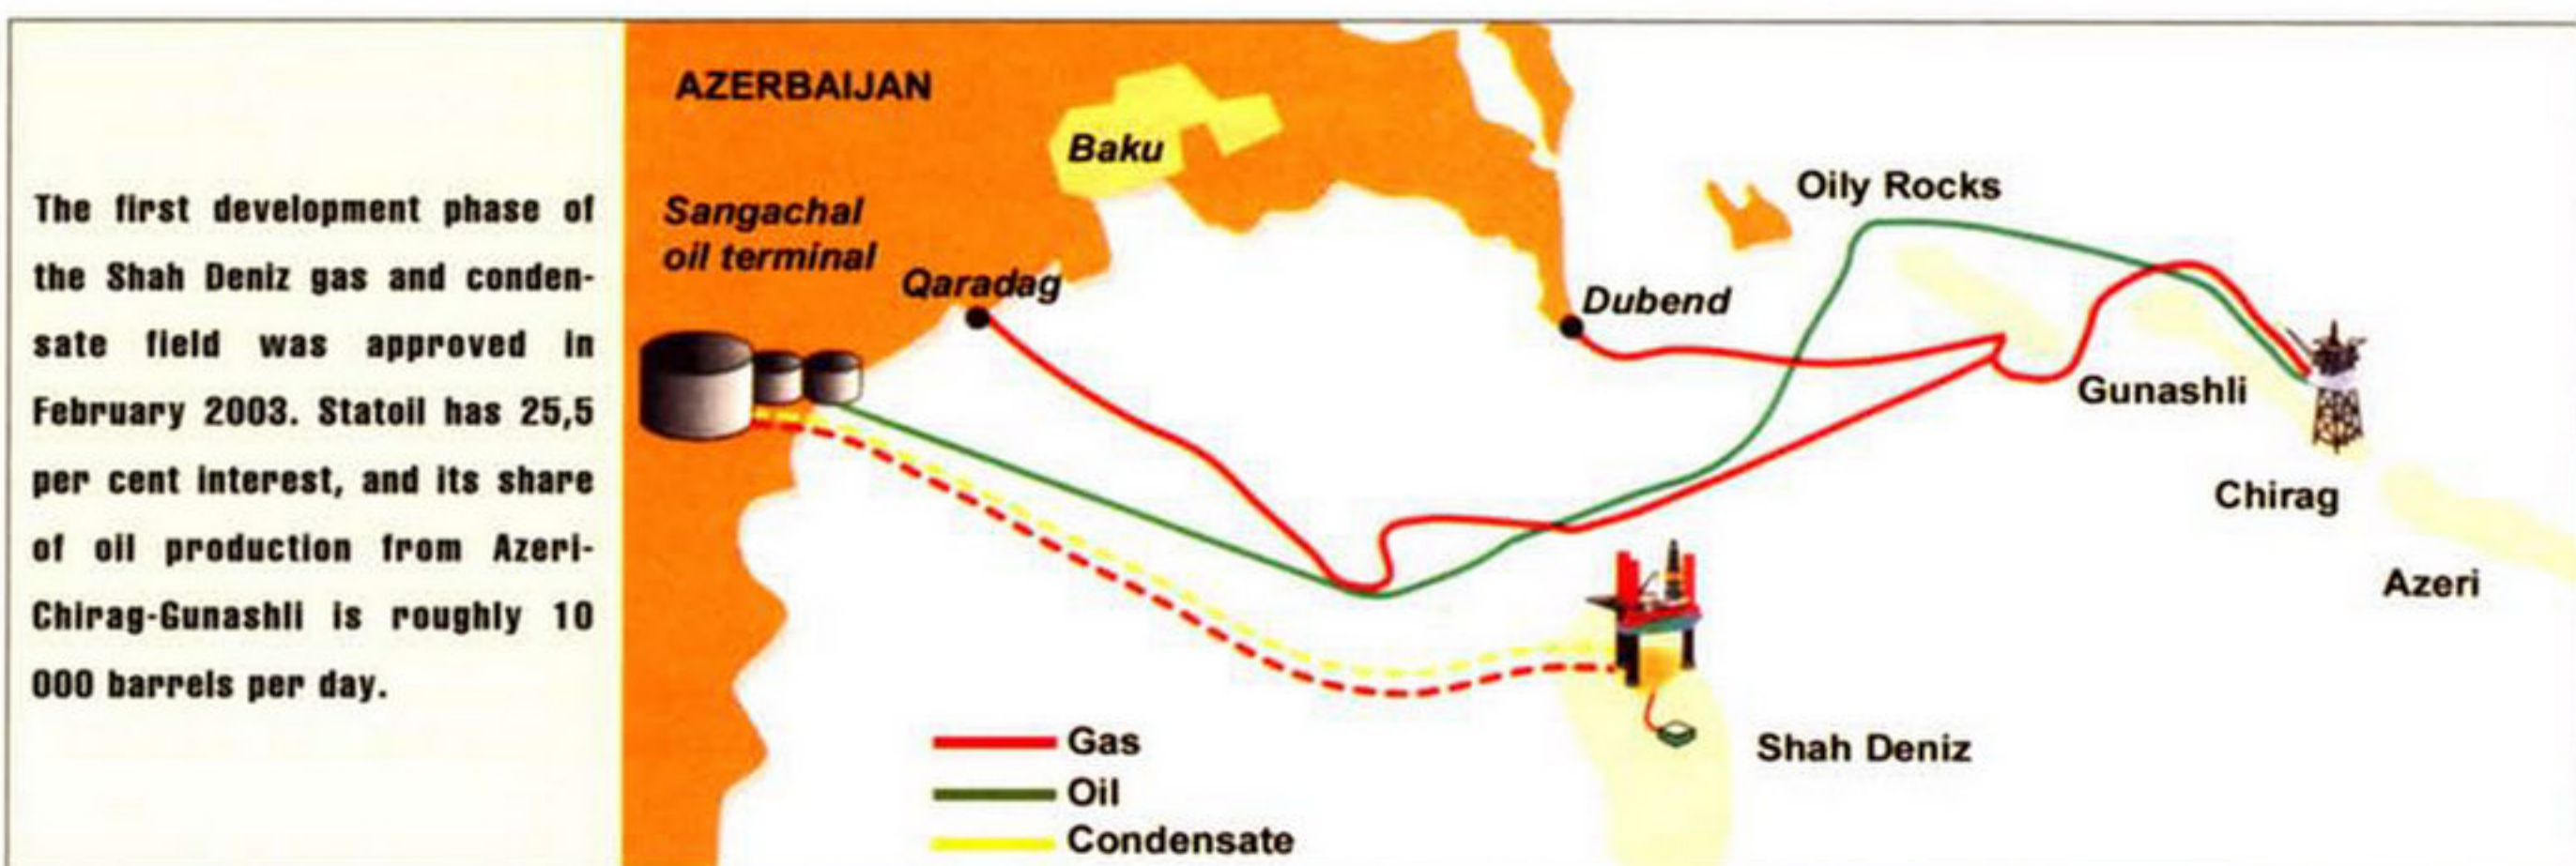 The first development phase of
the Shah Deniz gas and conden-
sate field was approved in
February 2003. Statoil has 25,5
per cent interest, and its share
of oil production from Azeri-
Chirag-Gunashli is roughly 10
000 barrels per day.
AZERBAIJAN
Baku
Sangachal
oil terminal
Qaradag
Dubend
Oily Rocks
Gunashli
Chirag
Azeri
Shah Deniz
Gas
Oil
Condensate